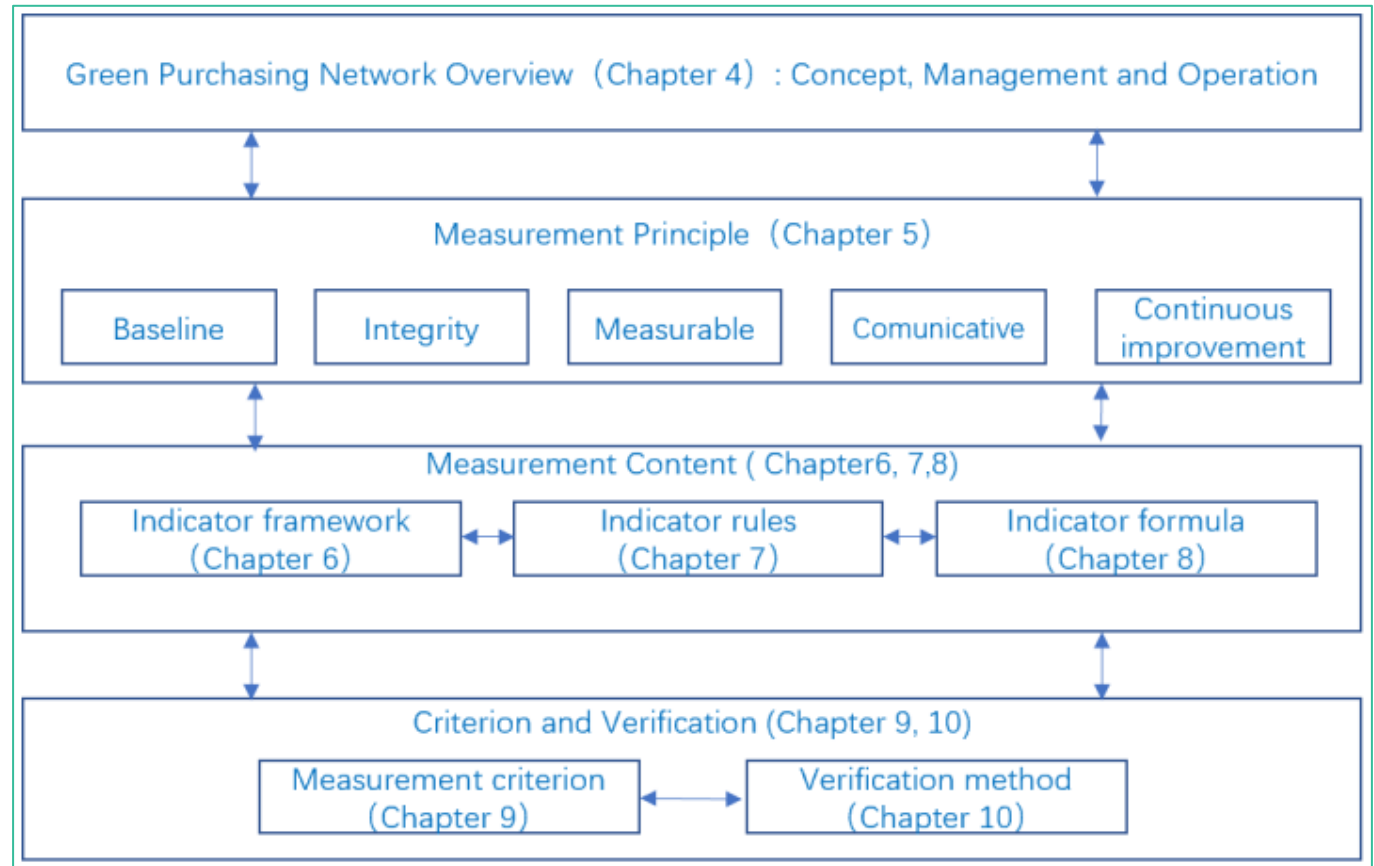 Green Purchasing Network Overview（Chapter 4）: Concept, Management and Operation
Measurement Principle（Chapter 5）
Baseline
Integrity
Measurable
Comunicative
Continuous
improvement
Measurement Content ( Chapter6, 7,8)
Indicator framework
（Chapter 6）
Indicator rules
（Chapter 7）
Indicator formula
（Chapter 8）
Criterion and Verification (Chapter 9, 10)
Measurement criterion
（Chapter 9）
Verification method
（Chapter 10）